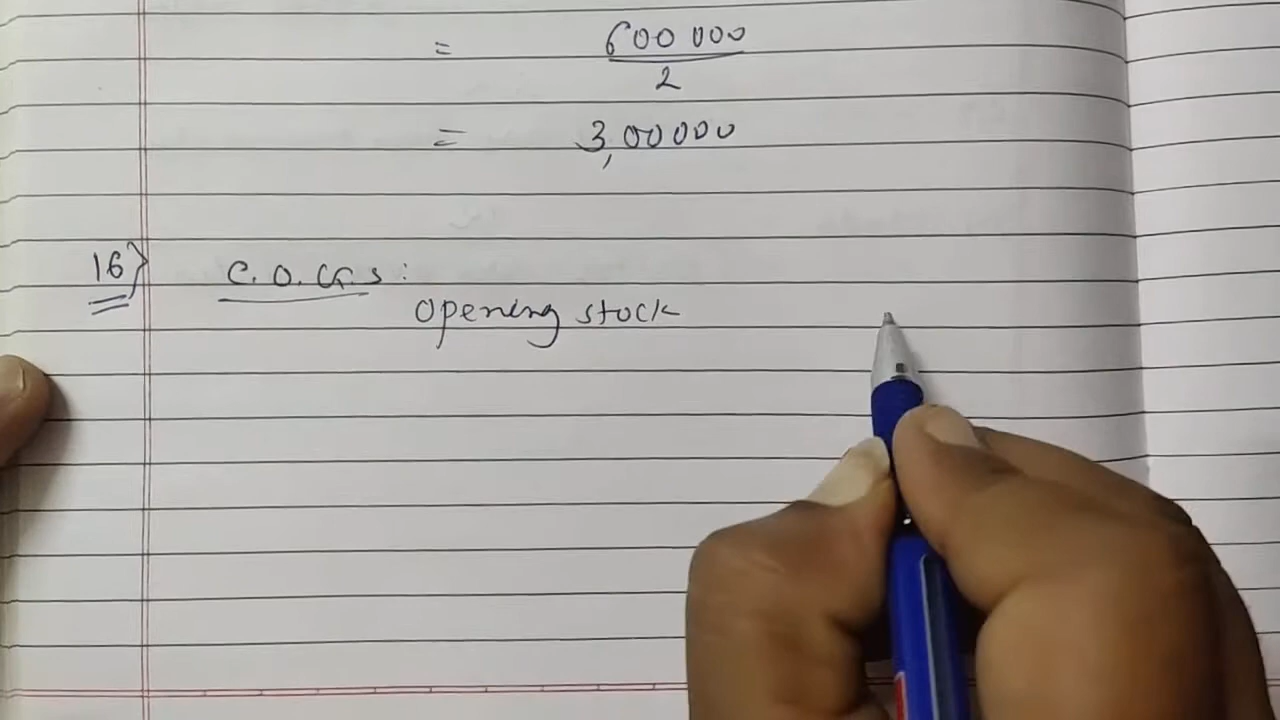 = 600 000
2
= 3,00000
16} C.O.G.S :
Opening stock